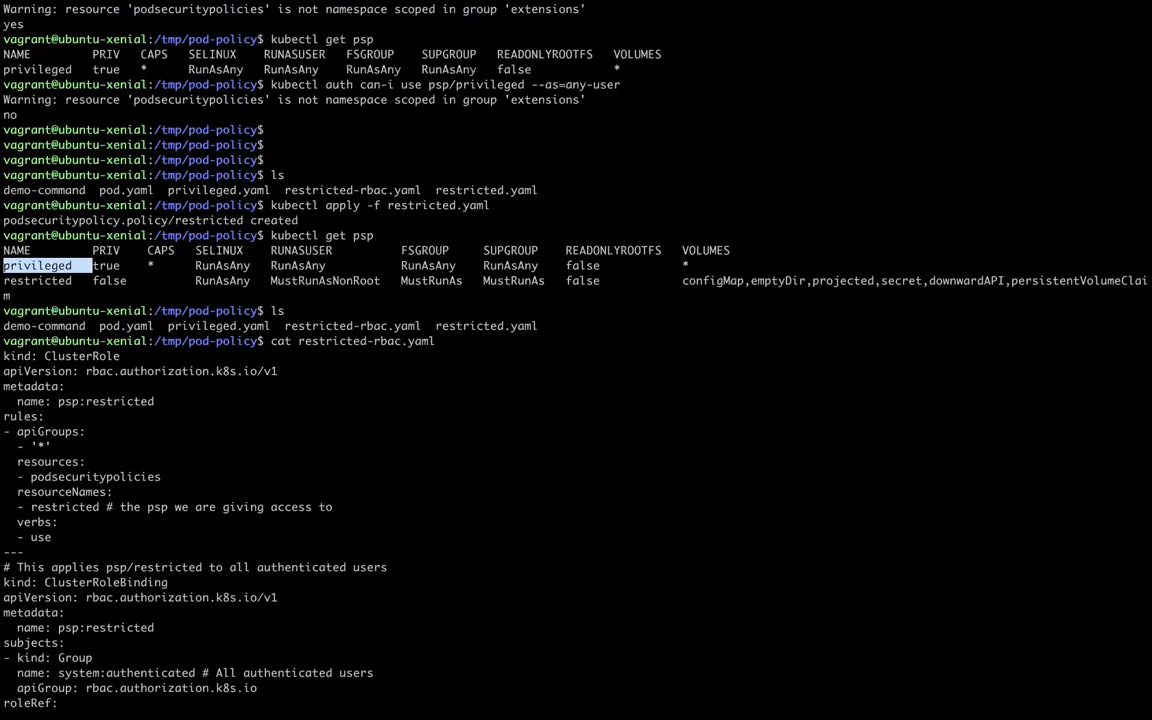 Warning: resource 'podsecuritypolicies' is not namespace scoped in group 'extensions'
yes
vagrant@ubuntu-xenial:/tmp/pod-policy$ kubectl get psp
NAME         PRIV   CAPS   SELINUX    RUNASUSER   FSGROUP    SUPGROUP   READONLYROOTFS   VOLUMES
privileged   true   *      RunAsAny   RunAsAny    RunAsAny   RunAsAny   false            *
vagrant@ubuntu-xenial:/tmp/pod-policy$ kubectl auth can-i use psp/privileged --as=any-user
Warning: resource 'podsecuritypolicies' is not namespace scoped in group 'extensions'
no
vagrant@ubuntu-xenial:/tmp/pod-policy$
vagrant@ubuntu-xenial:/tmp/pod-policy$
vagrant@ubuntu-xenial:/tmp/pod-policy$
vagrant@ubuntu-xenial:/tmp/pod-policy$ ls
demo-command  pod.yaml  privileged.yaml  restricted-rbac.yaml  restricted.yaml
vagrant@ubuntu-xenial:/tmp/pod-policy$ kubectl apply -f restricted.yaml
podsecuritypolicy.policy/restricted created
vagrant@ubuntu-xenial:/tmp/pod-policy$ kubectl get psp
NAME         PRIV    CAPS   SELINUX    RUNASUSER          FSGROUP     SUPGROUP    READONLYROOTFS   VOLUMES
privileged   true    *      RunAsAny   RunAsAny           RunAsAny    RunAsAny    false            *
restricted   false          RunAsAny   MustRunAsNonRoot   MustRunAs   MustRunAs   false            configMap,emptyDir,projected,secret,downwardAPI,persistentVolumeClai
m
vagrant@ubuntu-xenial:/tmp/pod-policy$ ls
demo-command  pod.yaml  privileged.yaml  restricted-rbac.yaml  restricted.yaml
vagrant@ubuntu-xenial:/tmp/pod-policy$ cat restricted-rbac.yaml
kind: ClusterRole
apiVersion: rbac.authorization.k8s.io/v1
metadata:
  name: psp:restricted
rules:
- apiGroups:
  - '*'
  resources:
  - podsecuritypolicies
  resourceNames:
  - restricted # the psp we are giving access to
  verbs:
  - use
---
# This applies psp/restricted to all authenticated users
kind: ClusterRoleBinding
apiVersion: rbac.authorization.k8s.io/v1
metadata:
  name: psp:restricted
subjects:
- kind: Group
  name: system:authenticated # All authenticated users
  apiGroup: rbac.authorization.k8s.io
roleRef: